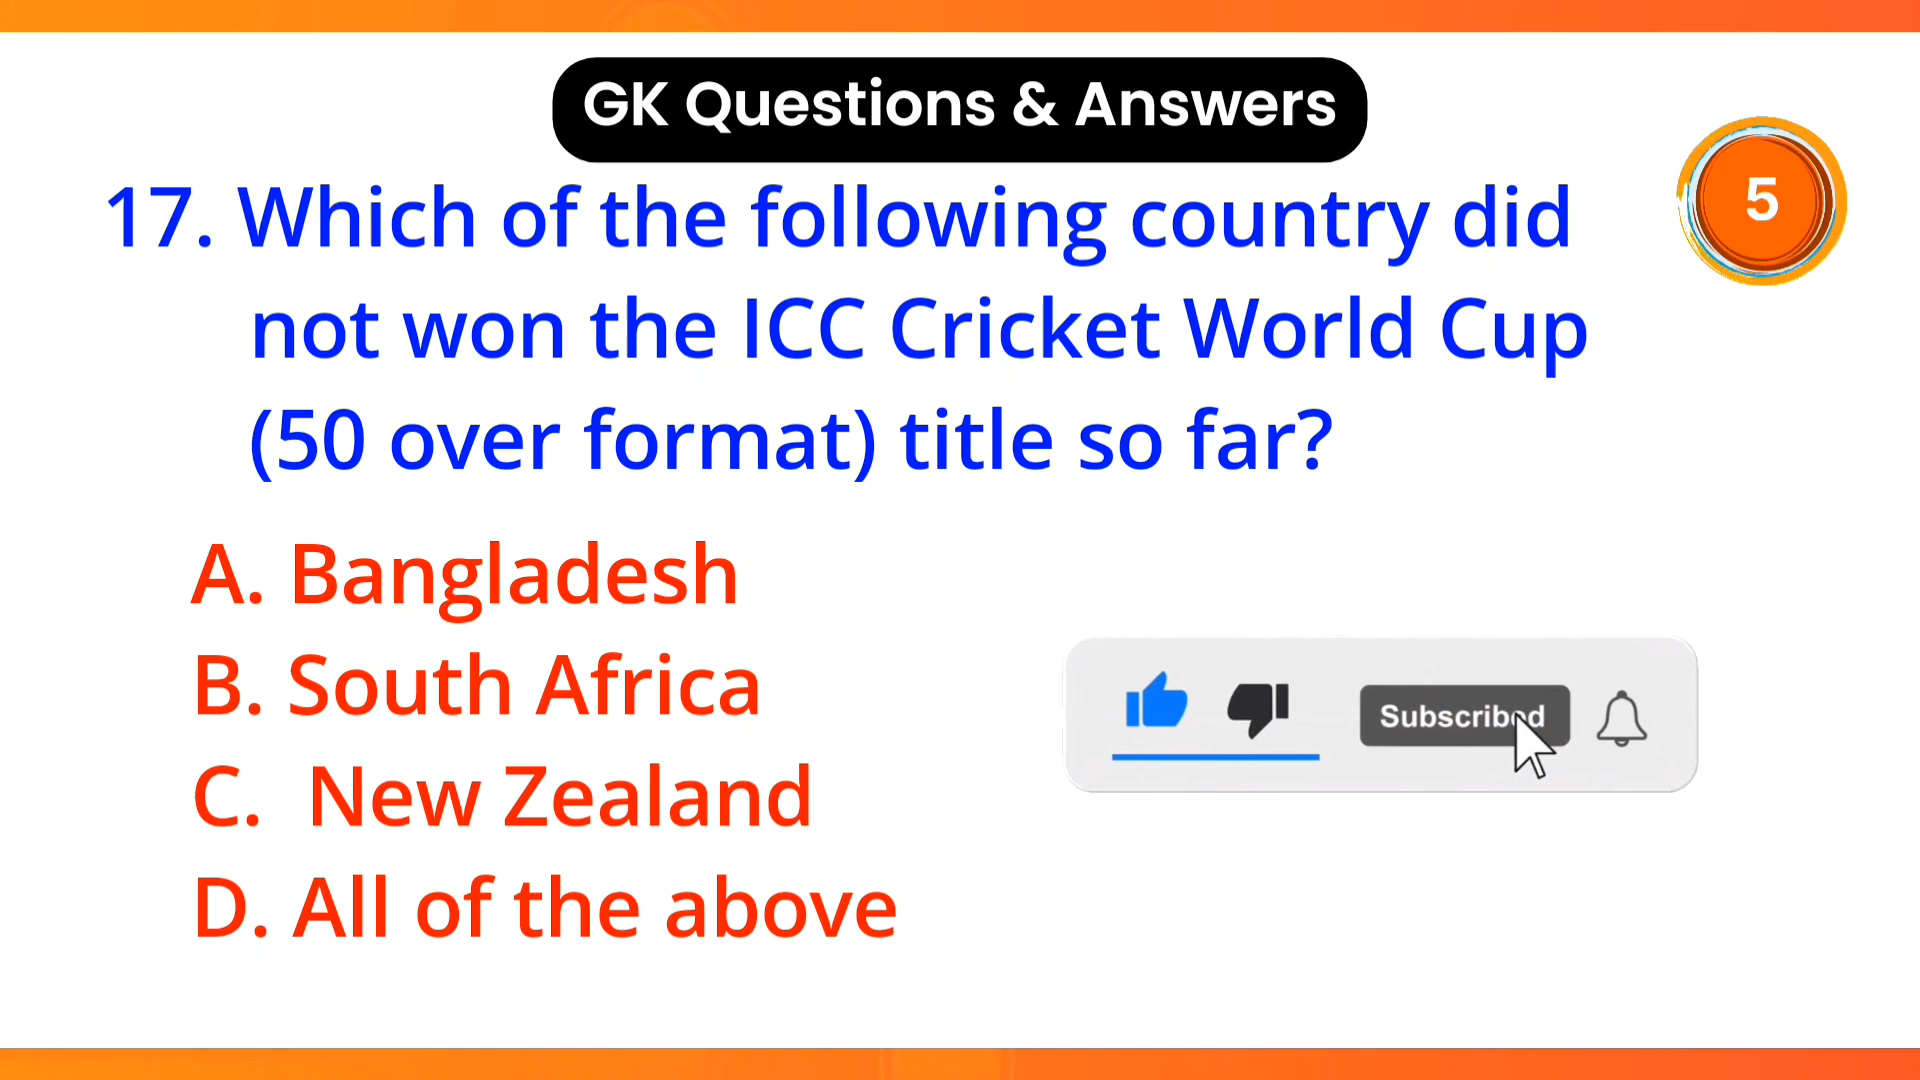 GK Questions & Answers
5
17. Which of the following country did
not won the ICC Cricket World Cup
(50 over format) title so far?
A. Bangladesh
B. South Africa
C. New Zealand
D. All of the above
Subscribed